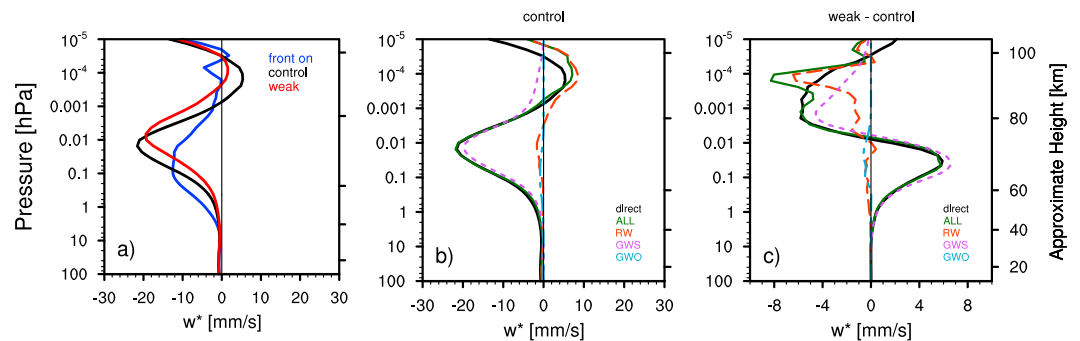 control
weak - control
10-5
10-4
0.001
0.01
0.1
1
10
100
Pressure [hPa]
front on
control
weak
a)
-30 -20 -10 0 10 20 30
w* [mm/s]
10-5
10-4
0.001
0.01
0.1
1
10
100
dIrect
ALL
RW
GWS
GWO
b)
-30 -20 -10 0 10 20 30
w* [mm/s]
10-5
10-4
0.001
0.01
0.1
1
10
100
dIrect
ALL
RW
GWS
GWO
c)
-8 -4 0 4 8
w* [mm/s]
100
80
60
40
20
Approximate Height [km]